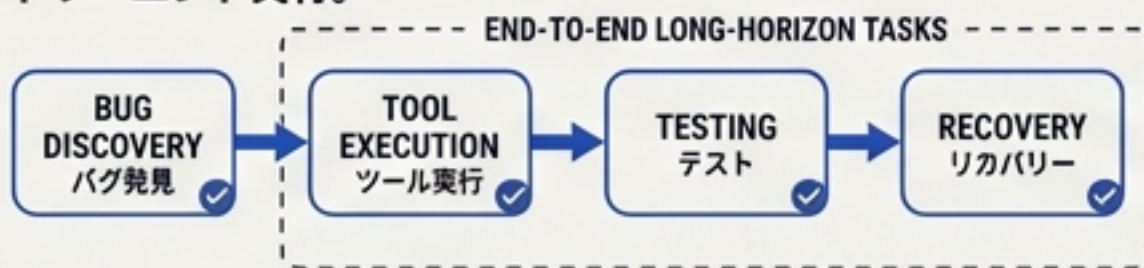 END-TO-END LONG-HORIZON TASKS
BUG
DISCOVERY
バグ発見
TOOL
EXECUTION
ツール実行
TESTING
テスト
RECOVERY
リカバリー